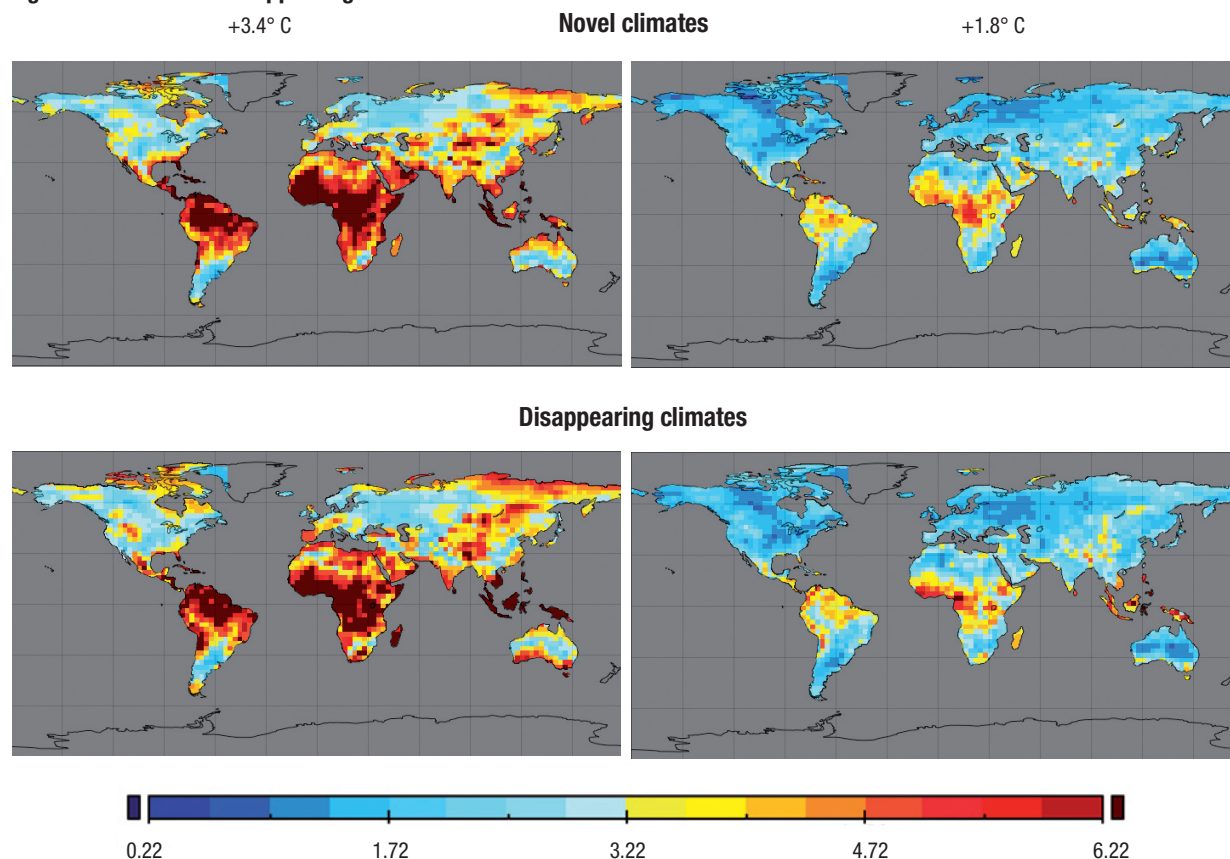 +3.4° C
Novel climates
+1.8° C
Disappearing climates
0.22 1.72 3.22 4.72 6.22